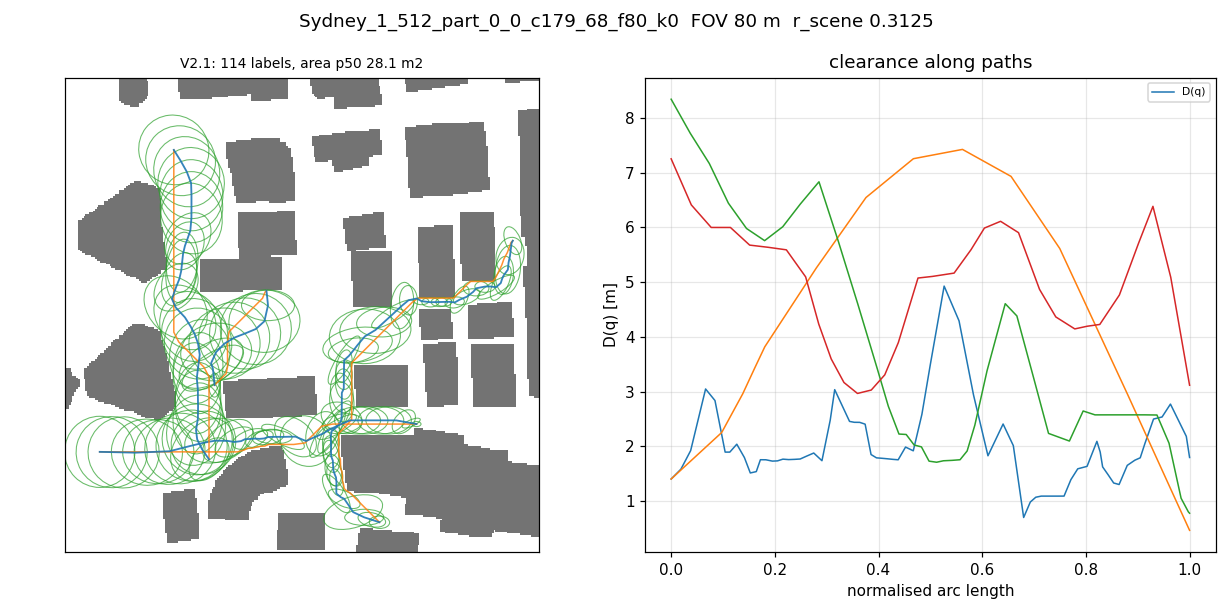 Sydney_1_512_part_0_0_c179_68_f80_k0  FOV 80 m  r_scene 0.3125
V2.1: 114 labels, area p50 28.1 m2
clearance along paths
D(q)
D(q) [m]
8
7
6
5
4
3
2
1
0.0 0.2 0.4 0.6 0.8 1.0
normalised arc length